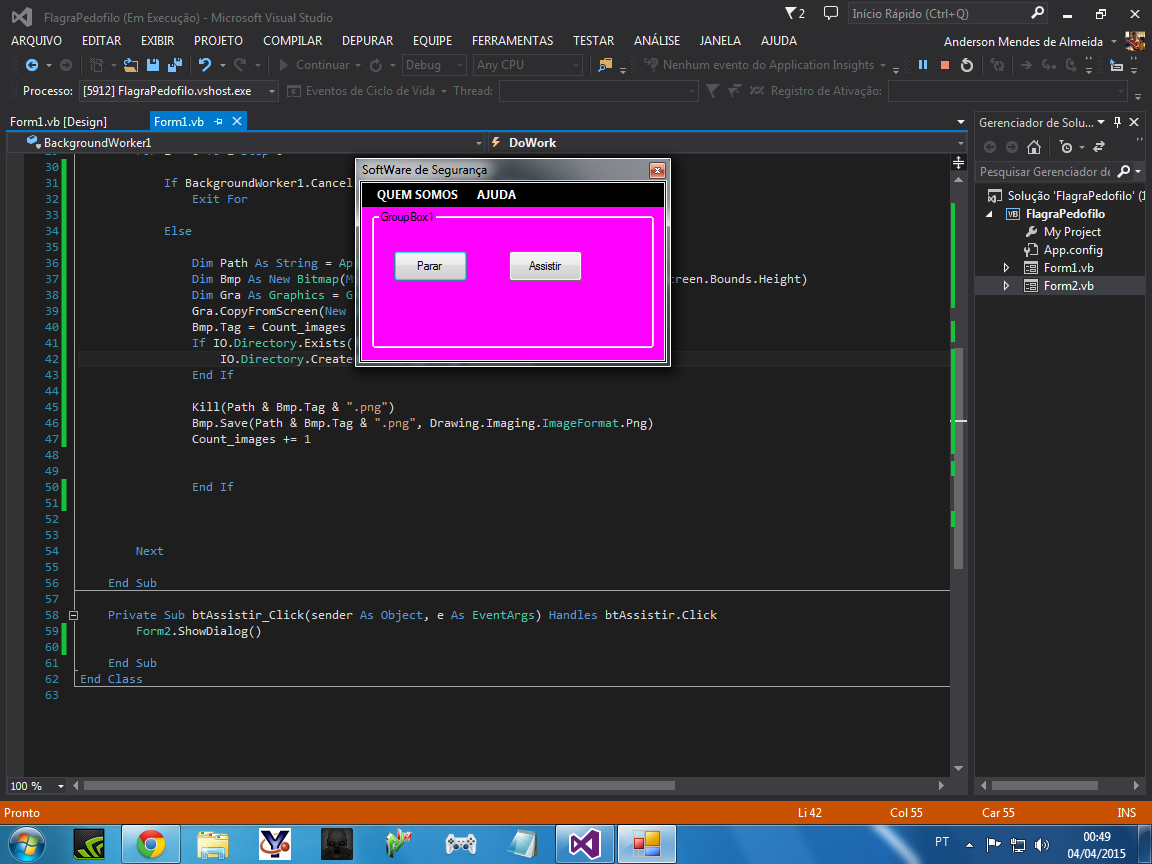 FlagraPedofilo (Em Execução) - Microsoft Visual Studio
2
Início Rápido (Ctrl+Q)
ARQUIVO EDITAR EXIBIR PROJETO COMPILAR DEPURAR EQUIPE FERRAMENTAS TESTAR ANÁLISE JANELA AJUDA
Anderson Mendes de Almeida
Continuar Debug Any CPU Nenhum evento do Application Insights
Processo: [5912] FlagraPedofilo.vshost.exe Eventos de Ciclo de Vida Thread: Registro de Ativação:
Form1.vb [Design] Form1.vb
BackgroundWorker1 DoWork
30
31 If BackgroundWorker1.Cancel
32 Exit For
33
34 Else
35
36 Dim Path As String = Ap
37 Dim Bmp As New Bitmap(M reen.Bounds.Height)
38 Dim Gra As Graphics = G
39 Gra.CopyFromScreen(New
40 Bmp.Tag = Count_images
41 If IO.Directory.Exists(
42 IO.Directory.Create
43 End If
44
45 Kill(Path & Bmp.Tag & ".png")
46 Bmp.Save(Path & Bmp.Tag & ".png", Drawing.Imaging.ImageFormat.Png)
47 Count_images += 1
48
49
50 End If
51
52
53
54 Next
55
56 End Sub
57
58 Private Sub btAssistir_Click(sender As Object, e As EventArgs) Handles btAssistir.Click
59 Form2.ShowDialog()
60
61 End Sub
62 End Class
63
SoftWare de Segurança
QUEM SOMOS AJUDA
GroupBox1
Parar Assistir
Gerenciador de Solu...
Pesquisar Gerenciador de
Solução 'FlagraPedofilo' (1
VB FlagraPedofilo
My Project
App.config
Form1.vb
Form2.vb
100 %
Pronto Li 42 Col 55 Car 55 INS
PT
00:49
04/04/2015